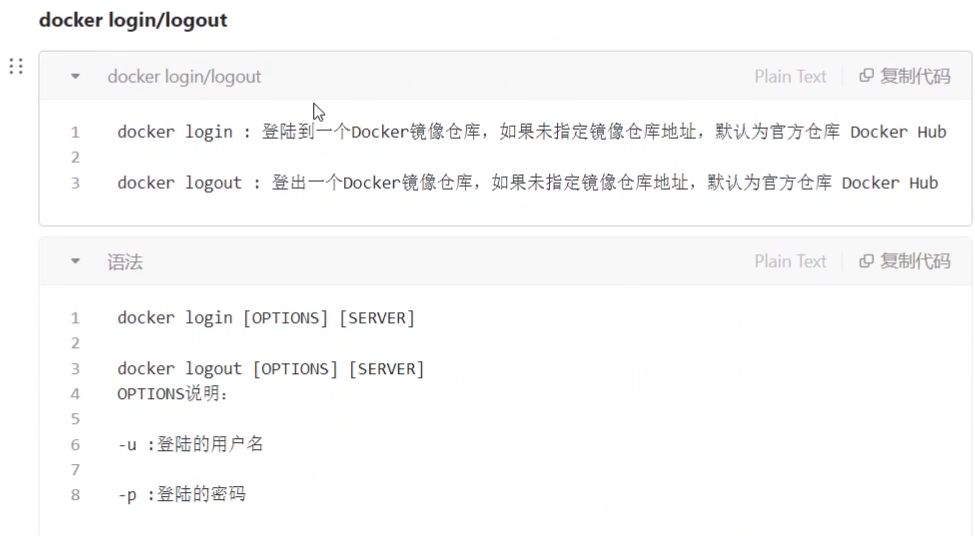 docker login/logout
docker login/logout Plain Text 复制代码
1 docker login : 登陆到一个Docker镜像仓库，如果未指定镜像仓库地址，默认为官方仓库 Docker Hub
2
3 docker logout : 登出一个Docker镜像仓库，如果未指定镜像仓库地址，默认为官方仓库 Docker Hub
语法 Plain Text 复制代码
1 docker login [OPTIONS] [SERVER]
2
3 docker logout [OPTIONS] [SERVER]
4 OPTIONS说明：
5
6 -u :登陆的用户名
7
8 -p :登陆的密码